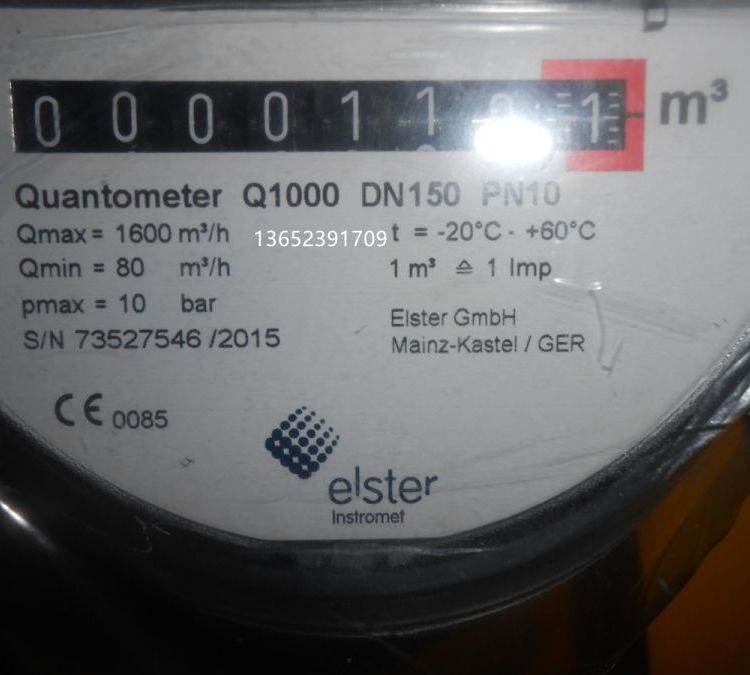 0 0 0 0 1 1 1 m³
Quantometer Q1000 DN150 PN10
Qmax = 1600 m³/h
Qmin = 80 m³/h
pmax = 10 bar
S/N 73527546 /2015
13652391709
t = -20°C - +60°C
1 m³ ≙ 1 Imp
Elster GmbH
Mainz-Kastel / GER
CE 0085
elster
Instromet